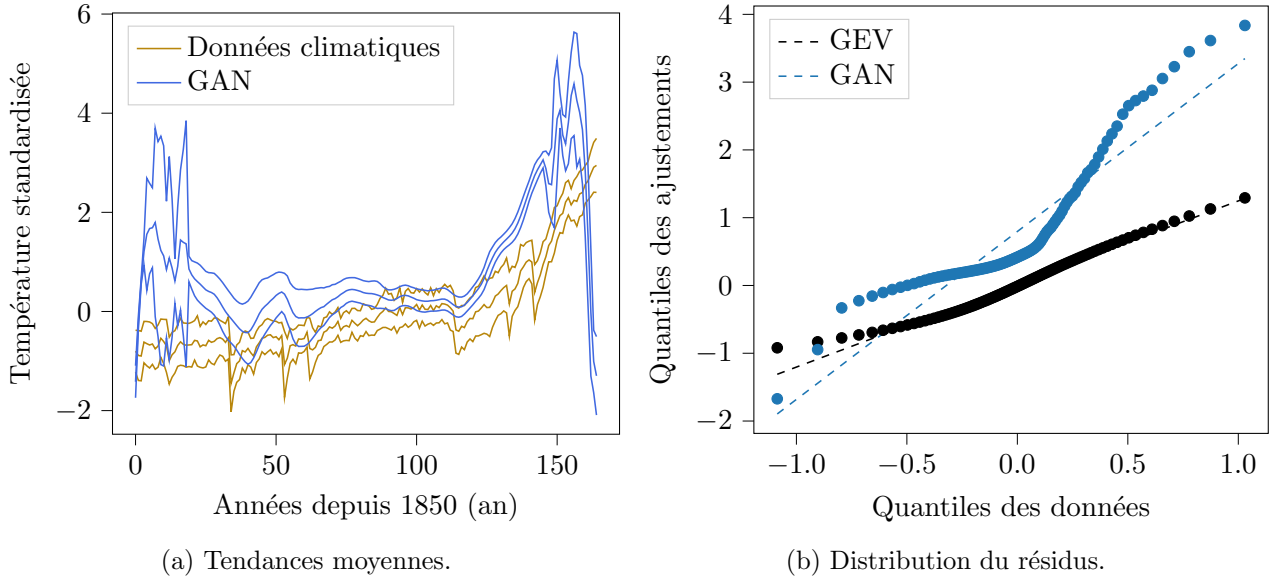 Température standardisée
6
4
2
0
−2
Données climatiques
GAN
0
50
100
150
Années depuis 1850 (an)
(a) Tendances moyennes.
Quantiles des ajustements
4
3
2
1
0
−1
−2
GEV
GAN
−1.0
−0.5
0.0
0.5
1.0
Quantiles des données
(b) Distribution du résidus.